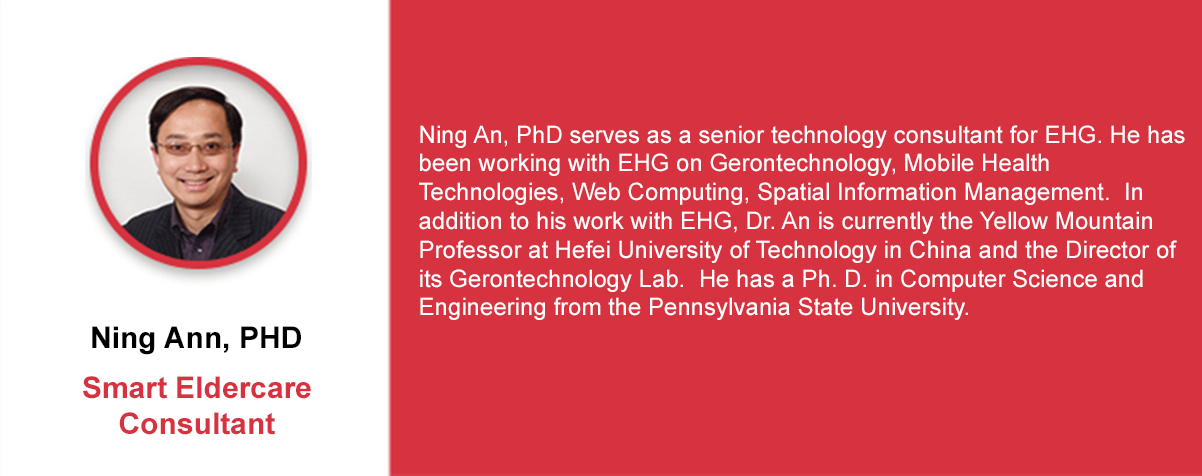 Ning Ann, PHD
Smart Eldercare
Consultant
Ning An, PhD serves as a senior technology consultant for EHG. He has
been working with EHG on Gerontechnology, Mobile Health
Technologies, Web Computing, Spatial Information Management.  In
addition to his work with EHG, Dr. An is currently the Yellow Mountain
Professor at Hefei University of Technology in China and the Director of
its Gerontechnology Lab.  He has a Ph. D. in Computer Science and
Engineering from the Pennsylvania State University.